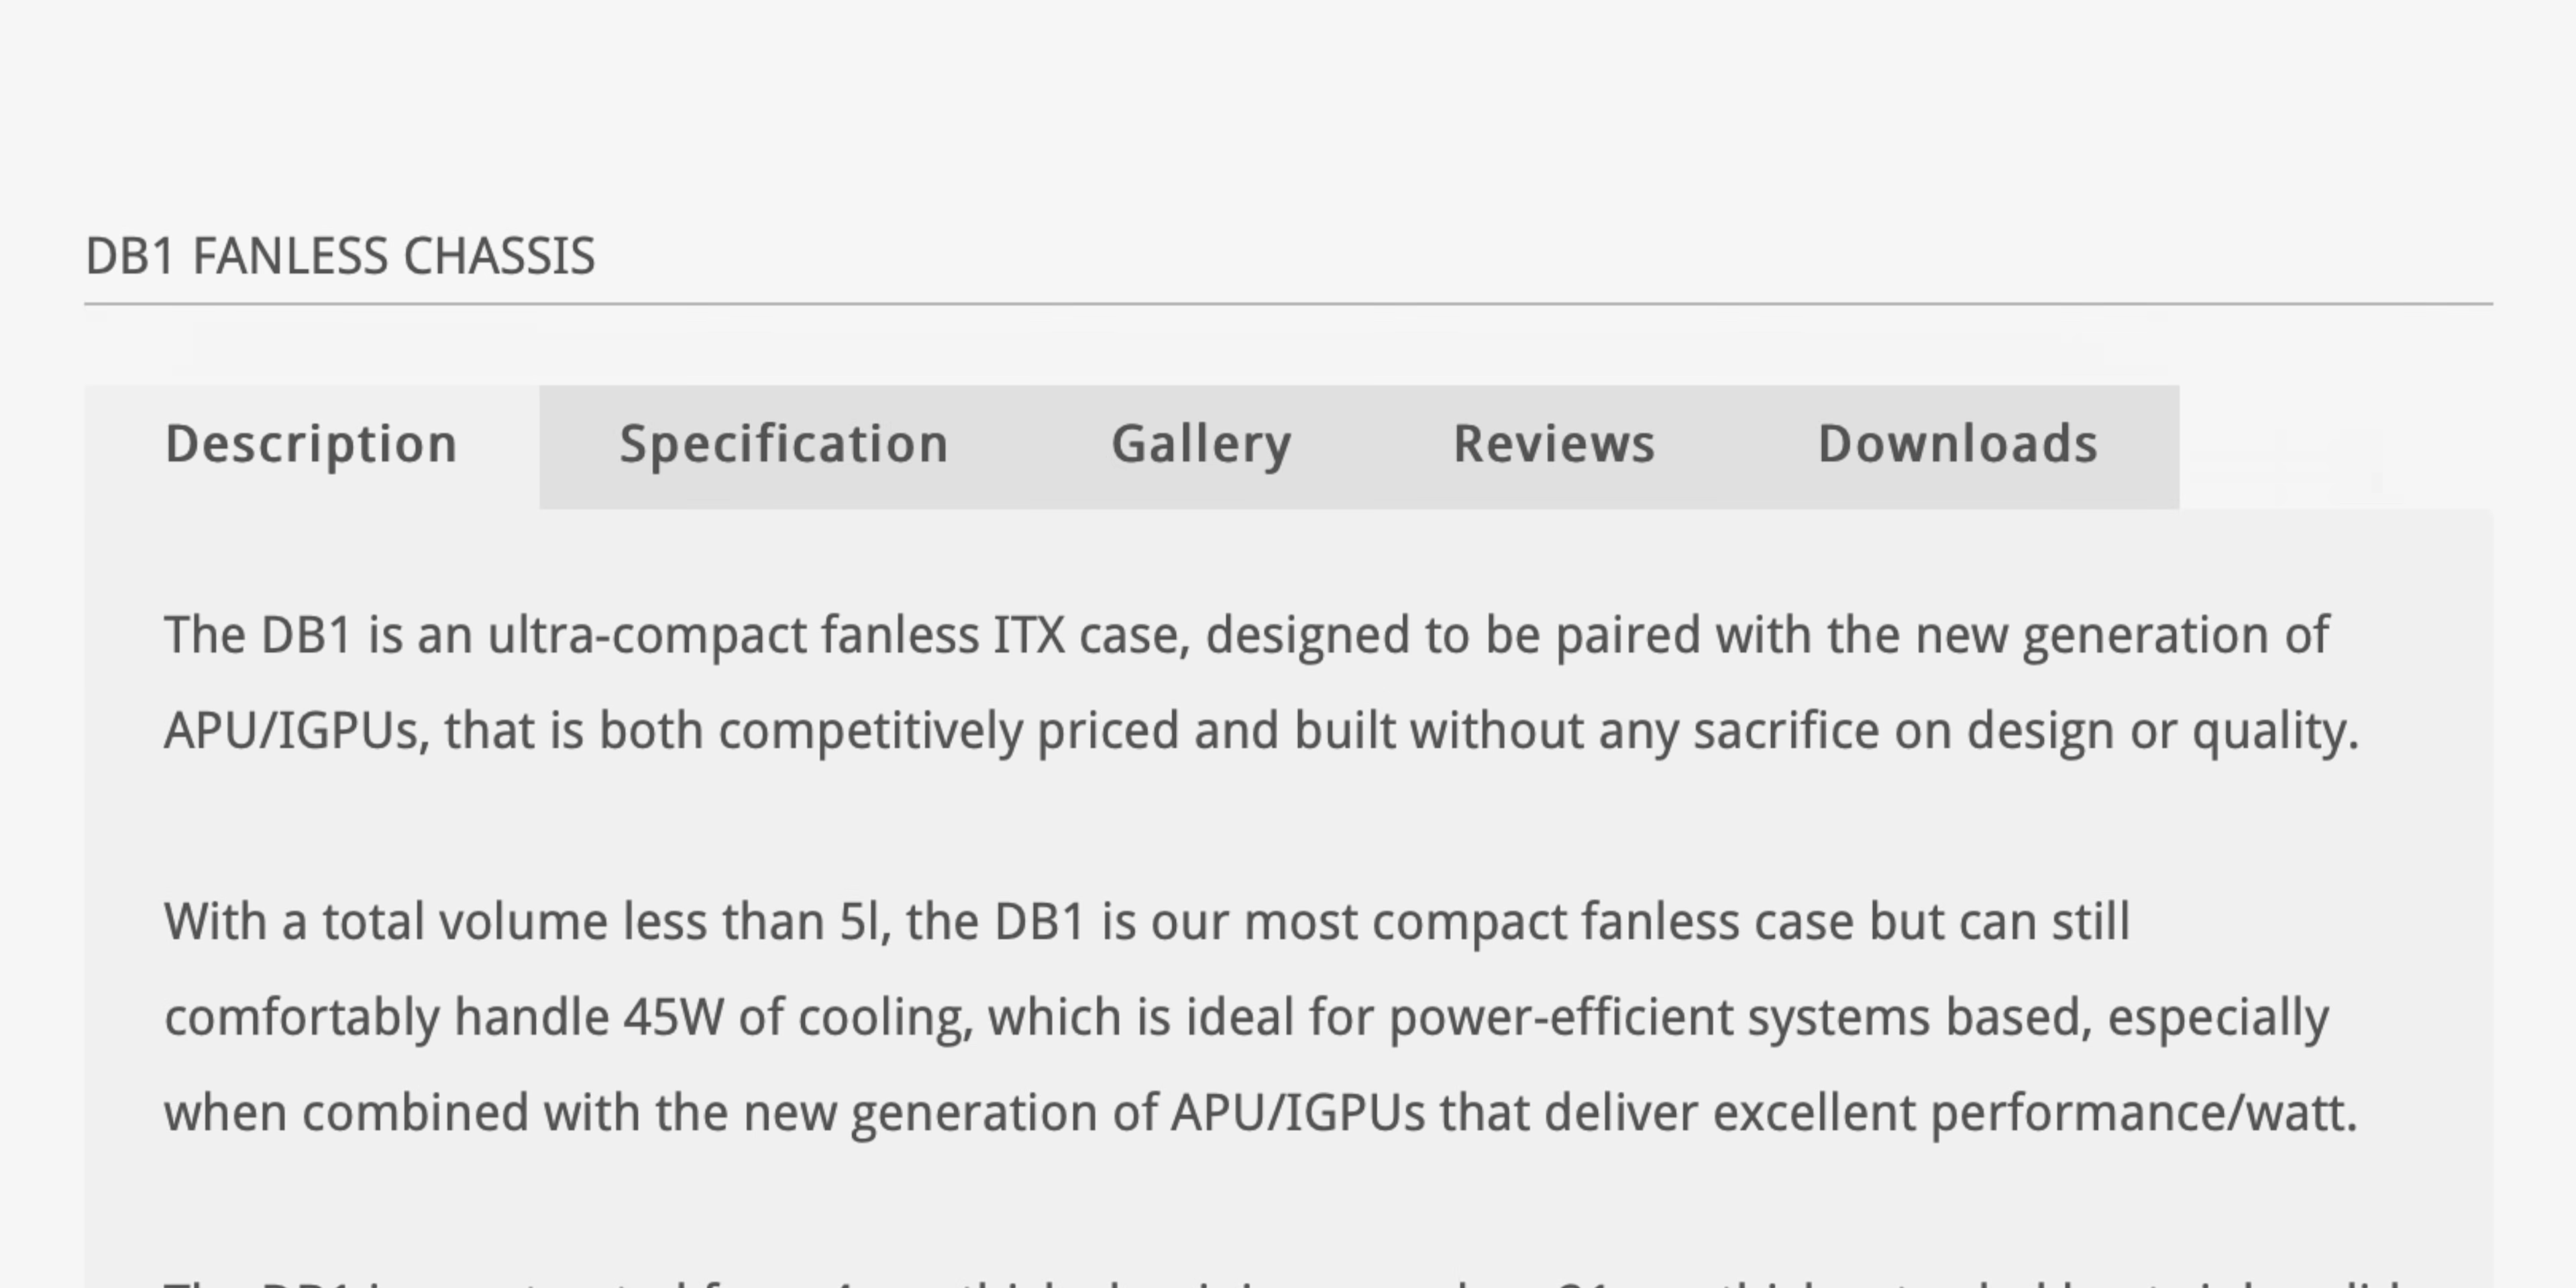 DB1 FANLESS CHASSIS
Description Specification Gallery Reviews Downloads
The DB1 is an ultra-compact fanless ITX case, designed to be paired with the new generation of
APU/IGPUs, that is both competitively priced and built without any sacrifice on design or quality.
With a total volume less than 5l, the DB1 is our most compact fanless case but can still
comfortably handle 45W of cooling, which is ideal for power-efficient systems based, especially
when combined with the new generation of APU/IGPUs that deliver excellent performance/watt.